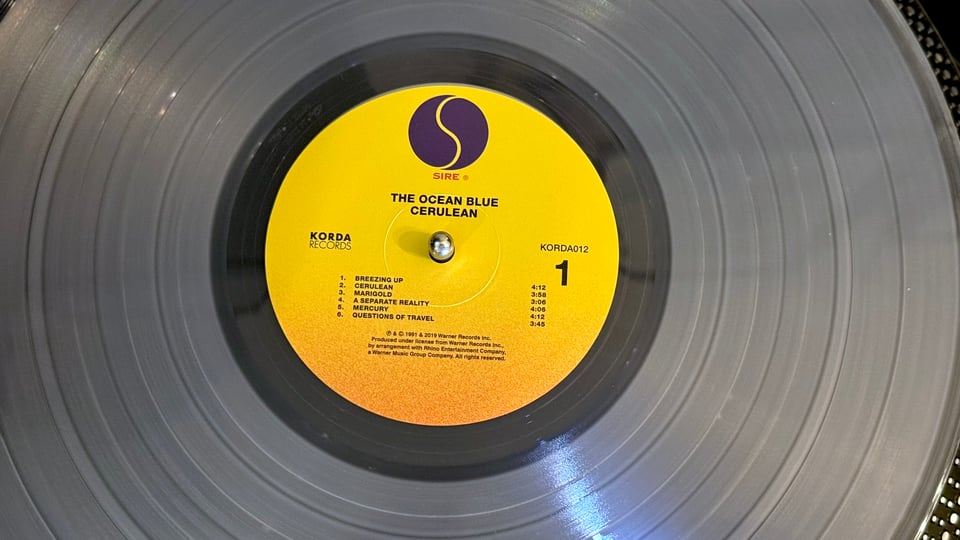 SIRE ®
THE OCEAN BLUE
CERULEAN
KORDA
RECORDS
KORDA012
1
1. BREEZING UP 4:12
2. CERULEAN 3:58
3. MARIGOLD 3:06
4. A SEPARATE REALITY 4:06
5. MERCURY 4:12
6. QUESTIONS OF TRAVEL 3:45
℗ & © 1991 & 2019 Warner Records Inc.
Produced under license from Warner Records Inc.,
by arrangement with Rhino Entertainment Company,
a Warner Music Group Company. All rights reserved.